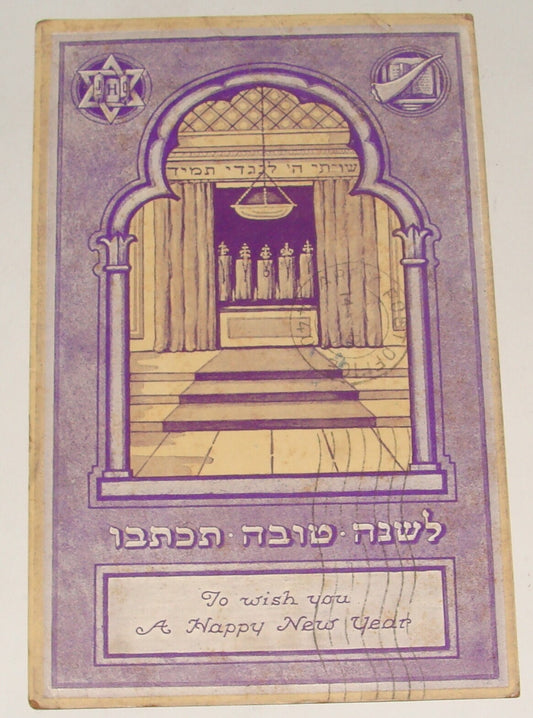 H
שויתי ה' לנגדי תמיד
לשנה · טובה · תכתבו
To wish you
A Happy New Year